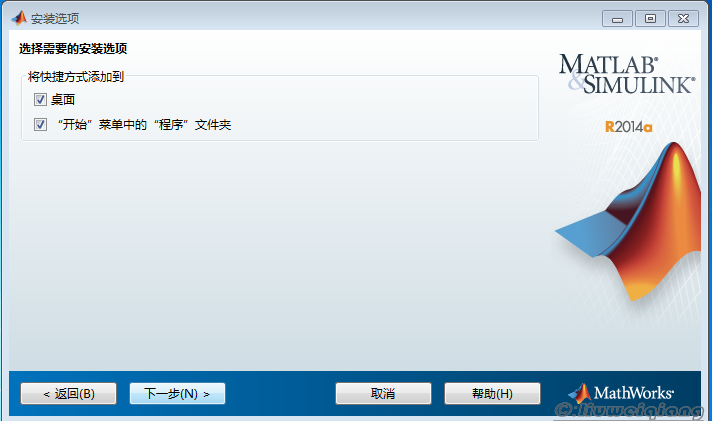 安装选项
选择需要的安装选项
将快捷方式添加到
桌面
“开始”菜单中的“程序”文件夹
MATLAB®
&SIMULINK®
R2014a
< 返回(B)
下一步(N) >
取消
帮助(H)
MathWorks®
©:liuweiqiang